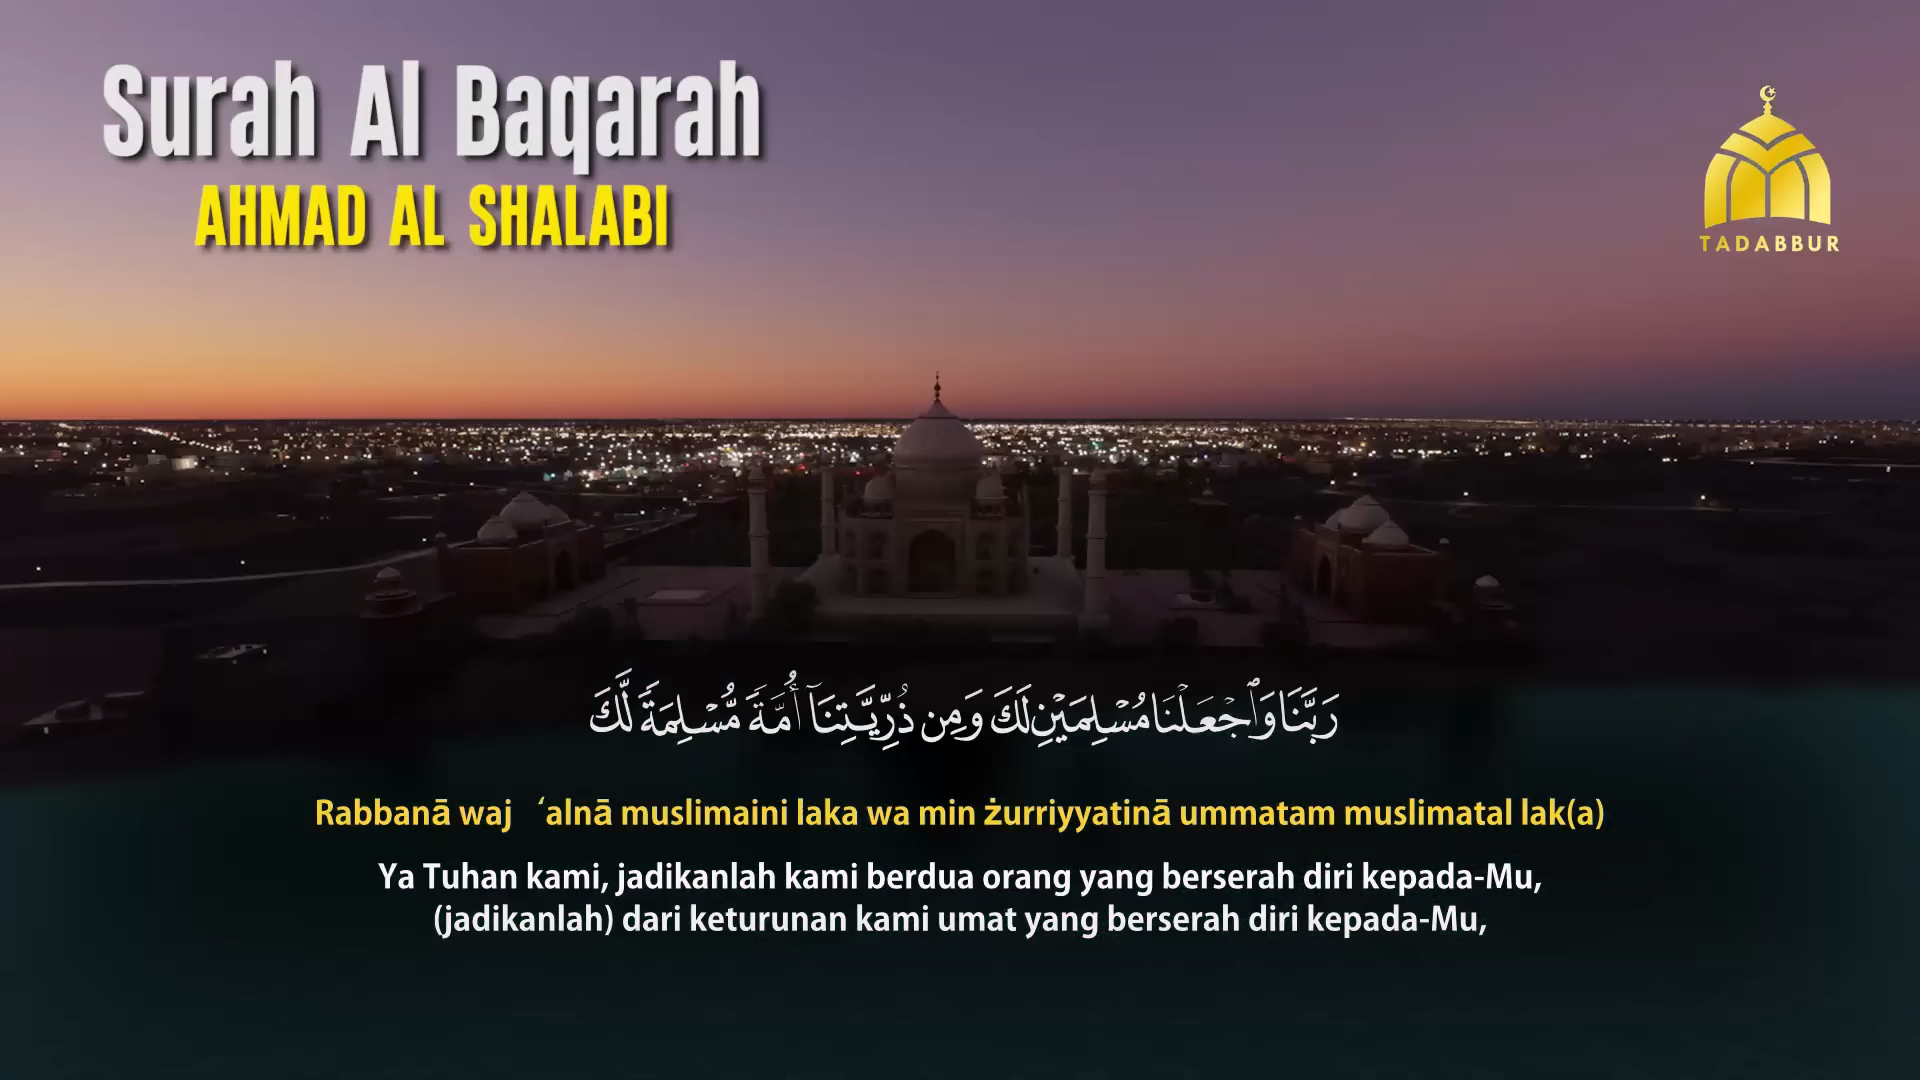 Surah Al Baqarah
AHMAD AL SHALABI
TADABBUR
رَبَّنَا وَٱجْعَلْنَا مُسْلِمَيْنِ لَكَ وَمِن ذُرِّيَّتِنَآ أُمَّةً مُّسْلِمَةً لَّكَ
Rabbanā waj ‘alnā muslimaini laka wa min żurriyyatinā ummatam muslimatal lak(a)
Ya Tuhan kami, jadikanlah kami berdua orang yang berserah diri kepada-Mu,
(jadikanlah) dari keturunan kami umat yang berserah diri kepada-Mu,